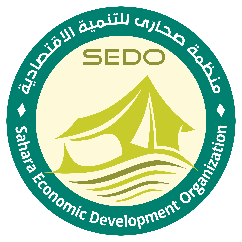 منظمة صحارى للتنمية الاقتصادية
SEDO
Sahara Economic Development Organization